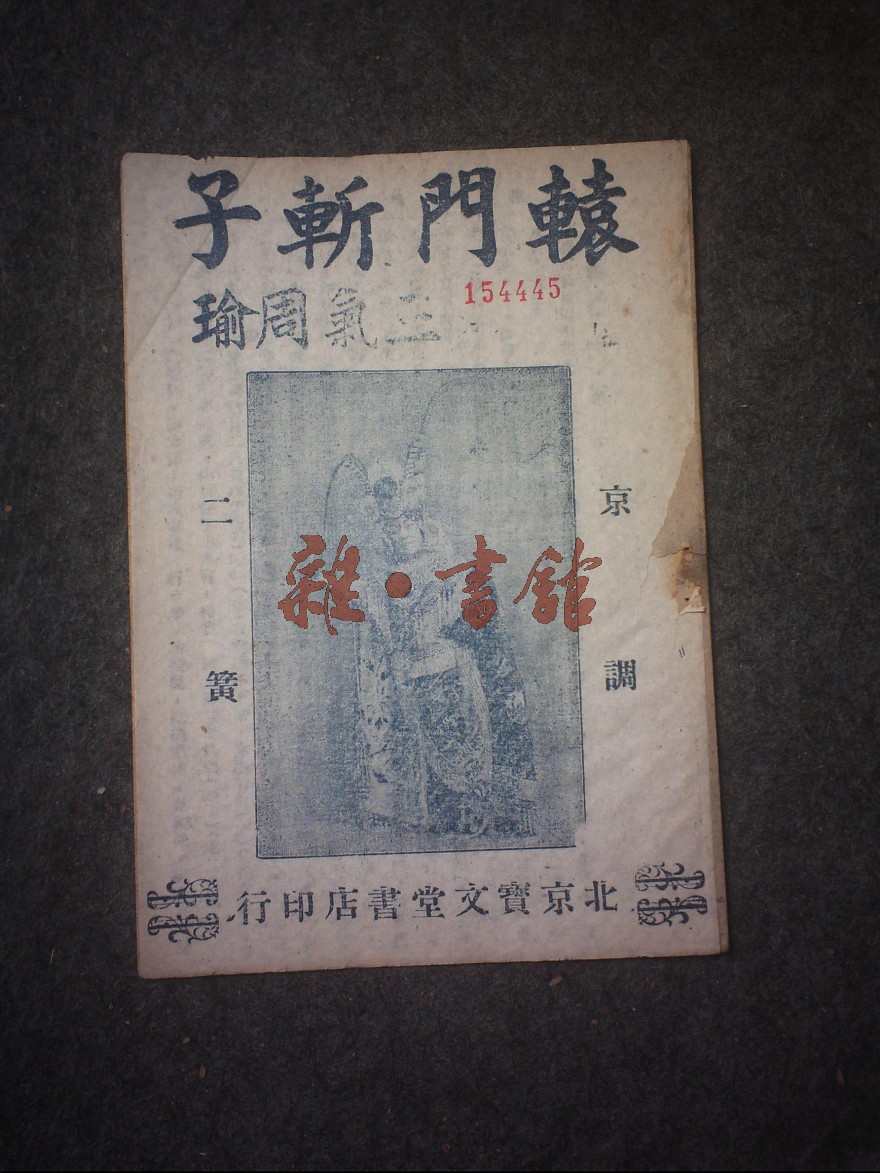 轅門斬子
三氣周瑜
154445
京調
二簧
雜•書舘
北京寶文堂書店印行